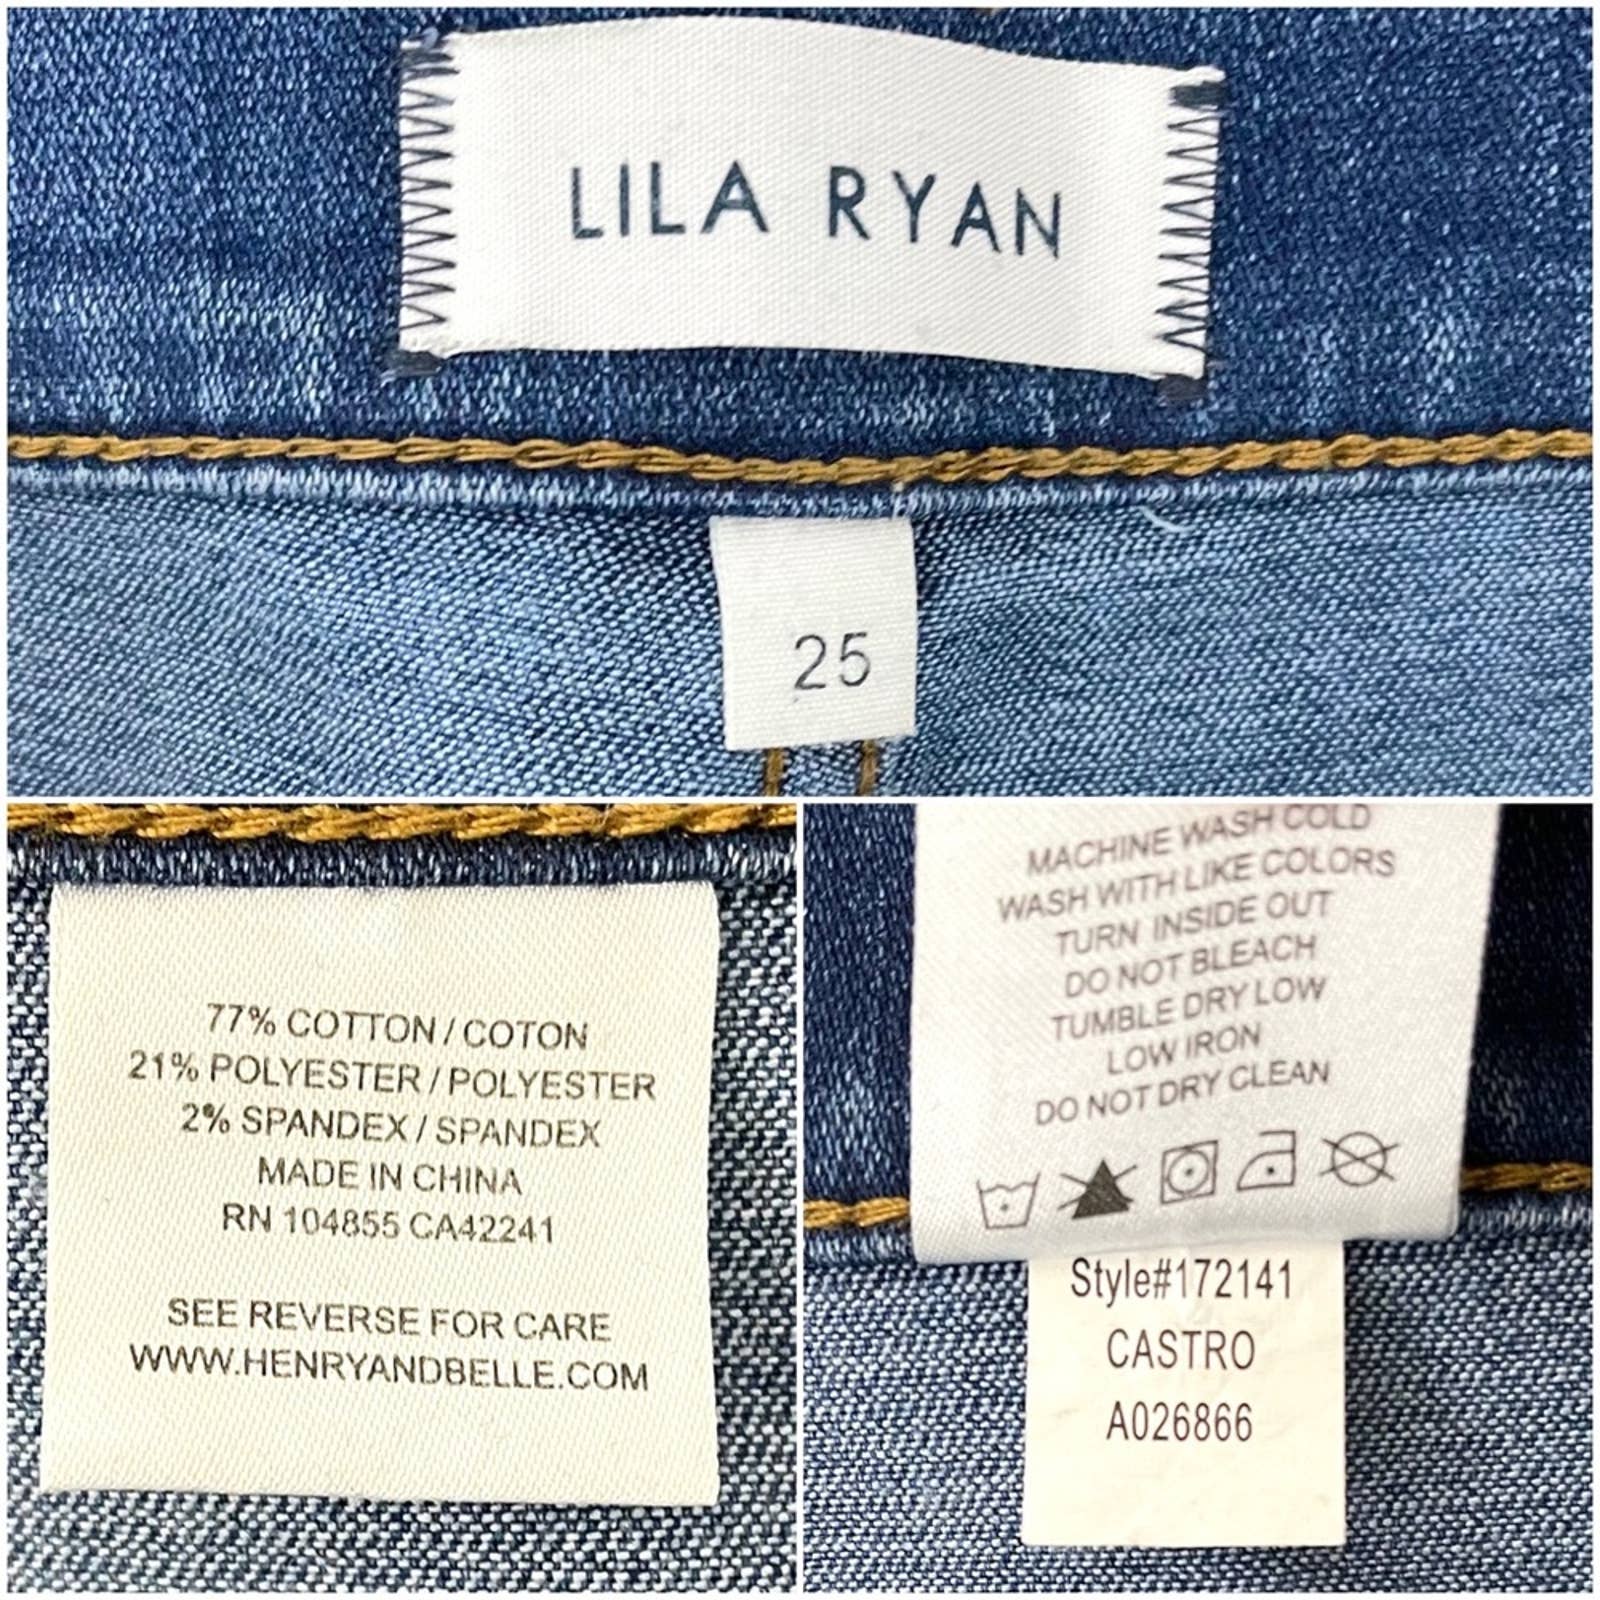 LILA RYAN
25
77% COTTON / COTON
21% POLYESTER / POLYESTER
2% SPANDEX / SPANDEX
MADE IN CHINA
RN 104855 CA42241
SEE REVERSE FOR CARE
WWW.HENRYANDBELLE.COM
MACHINE WASH COLD
WASH WITH LIKE COLORS
TURN INSIDE OUT
DO NOT BLEACH
TUMBLE DRY LOW
LOW IRON
DO NOT DRY CLEAN
Style#172141
CASTRO
A026866